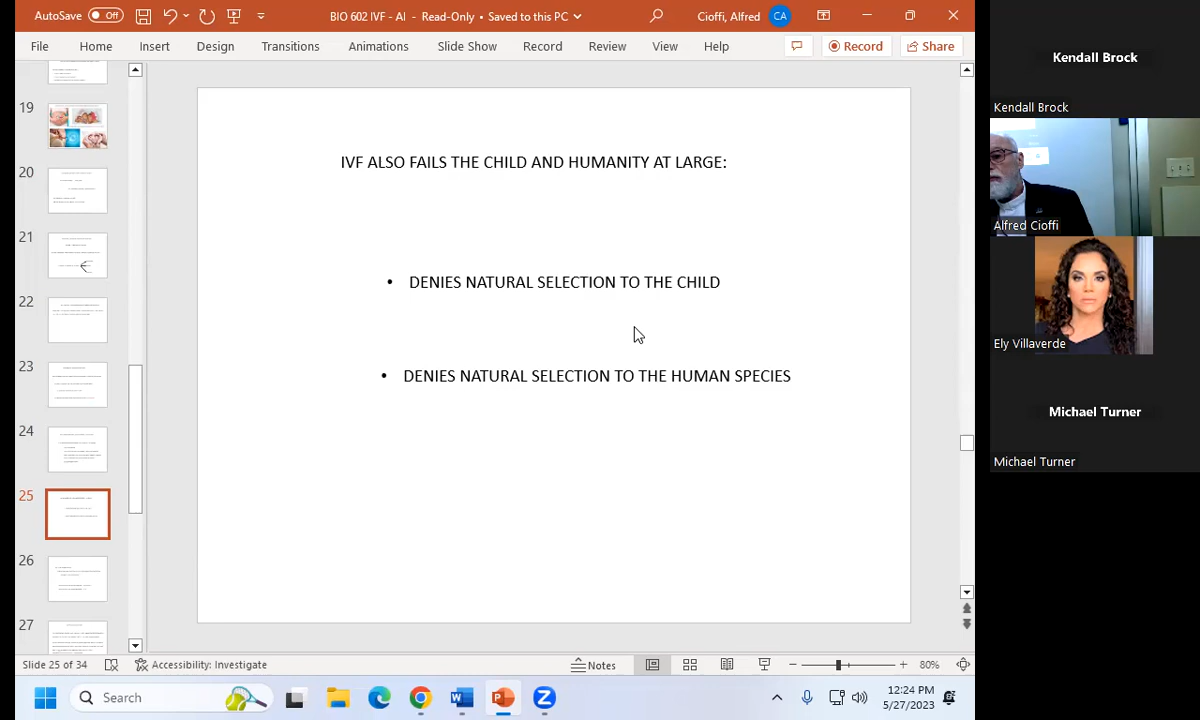 AutoSave Off
BIO 602 IVF - AI - Read-Only • Saved to this PC
Cioffi, Alfred CA
File Home Insert Design Transitions Animations Slide Show Record Review View Help Record Share
19
20
21
22
23
24
25
26
27
IVF ALSO FAILS THE CHILD AND HUMANITY AT LARGE:
• DENIES NATURAL SELECTION TO THE CHILD
• DENIES NATURAL SELECTION TO THE HUMAN SPECIES
Kendall Brock
Kendall Brock
Alfred Cioffi
Ely Villaverde
Michael Turner
Michael Turner
Slide 25 of 34 Accessibility: Investigate Notes 80%
Search
12:24 PM
5/27/2023